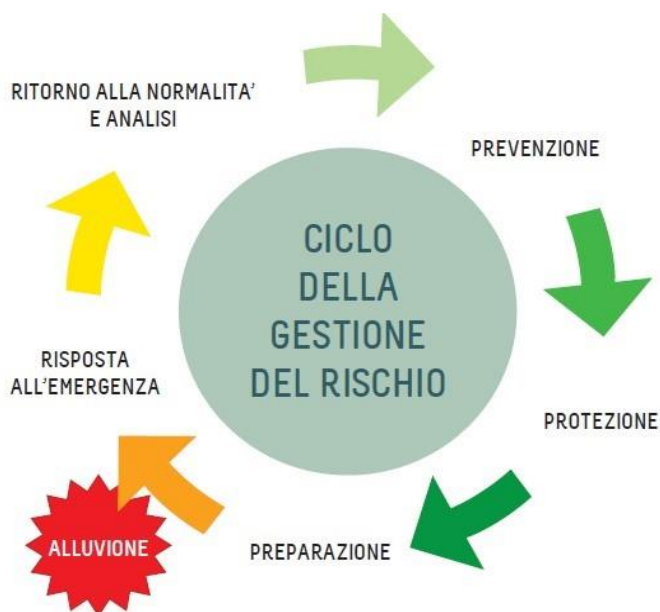 RITORNO ALLA NORMALITA'
E ANALISI
PREVENZIONE
CICLO
DELLA
GESTIONE
DEL RISCHIO
RISPOSTA
ALL'EMERGENZA
PROTEZIONE
ALLUVIONE
PREPARAZIONE